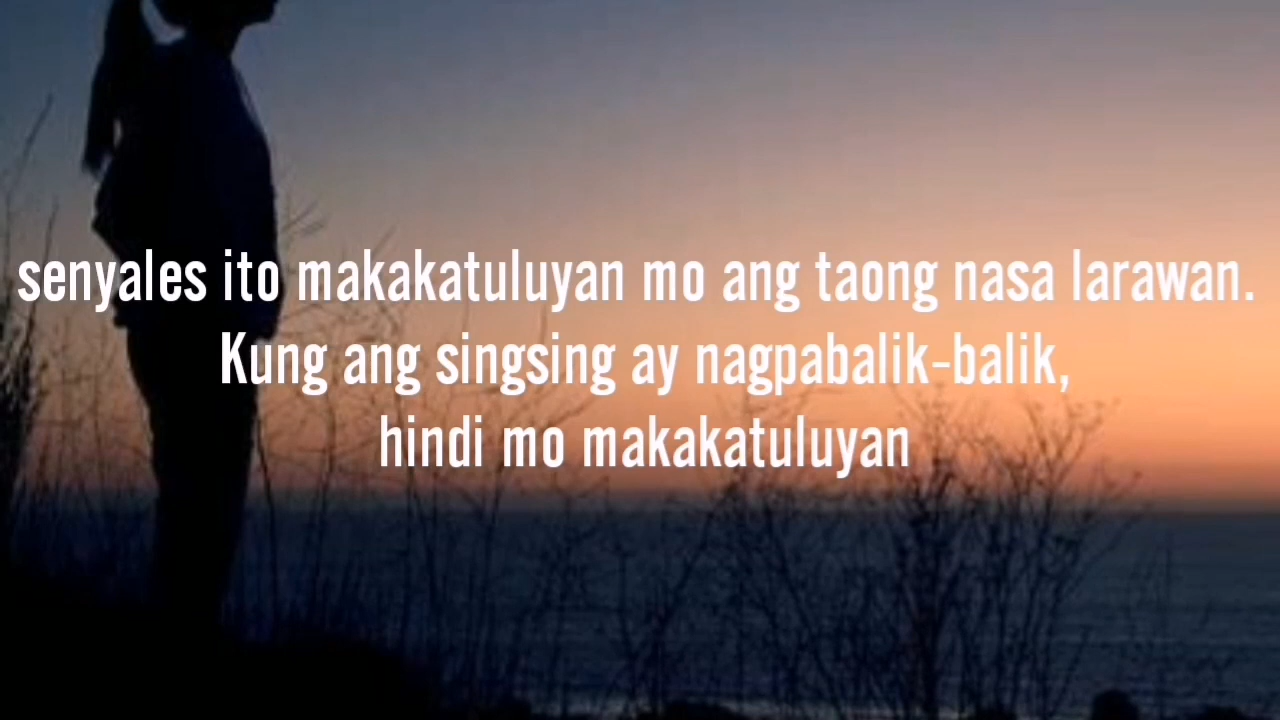 senyales ito makakatuluyan mo ang taong nasa larawan.
Kung ang singsing ay nagpabalik-balik,
hindi mo makakatuluyan